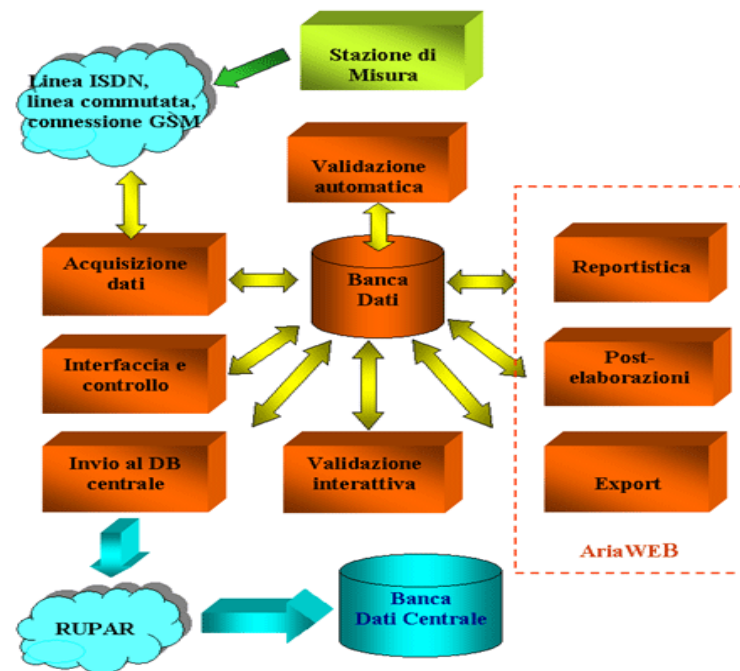 Stazione di
Misura
Linea ISDN,
linea commutata,
connessione GSM
Validazione
automatica
Acquisizione
dati
Banca
Dati
Reportistica
Interfaccia e
controllo
Post-
elaborazioni
Invio al DB
centrale
Validazione
interattiva
Export
AriaWEB
RUPAR
Banca
Dati Centrale